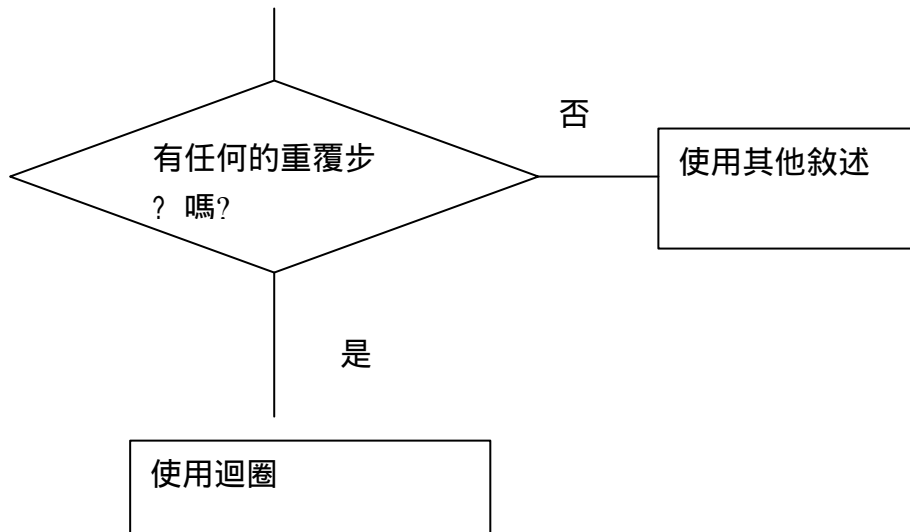 有任何的重覆步
？嗎?
否
使用其他敘述
是
使用迴圈